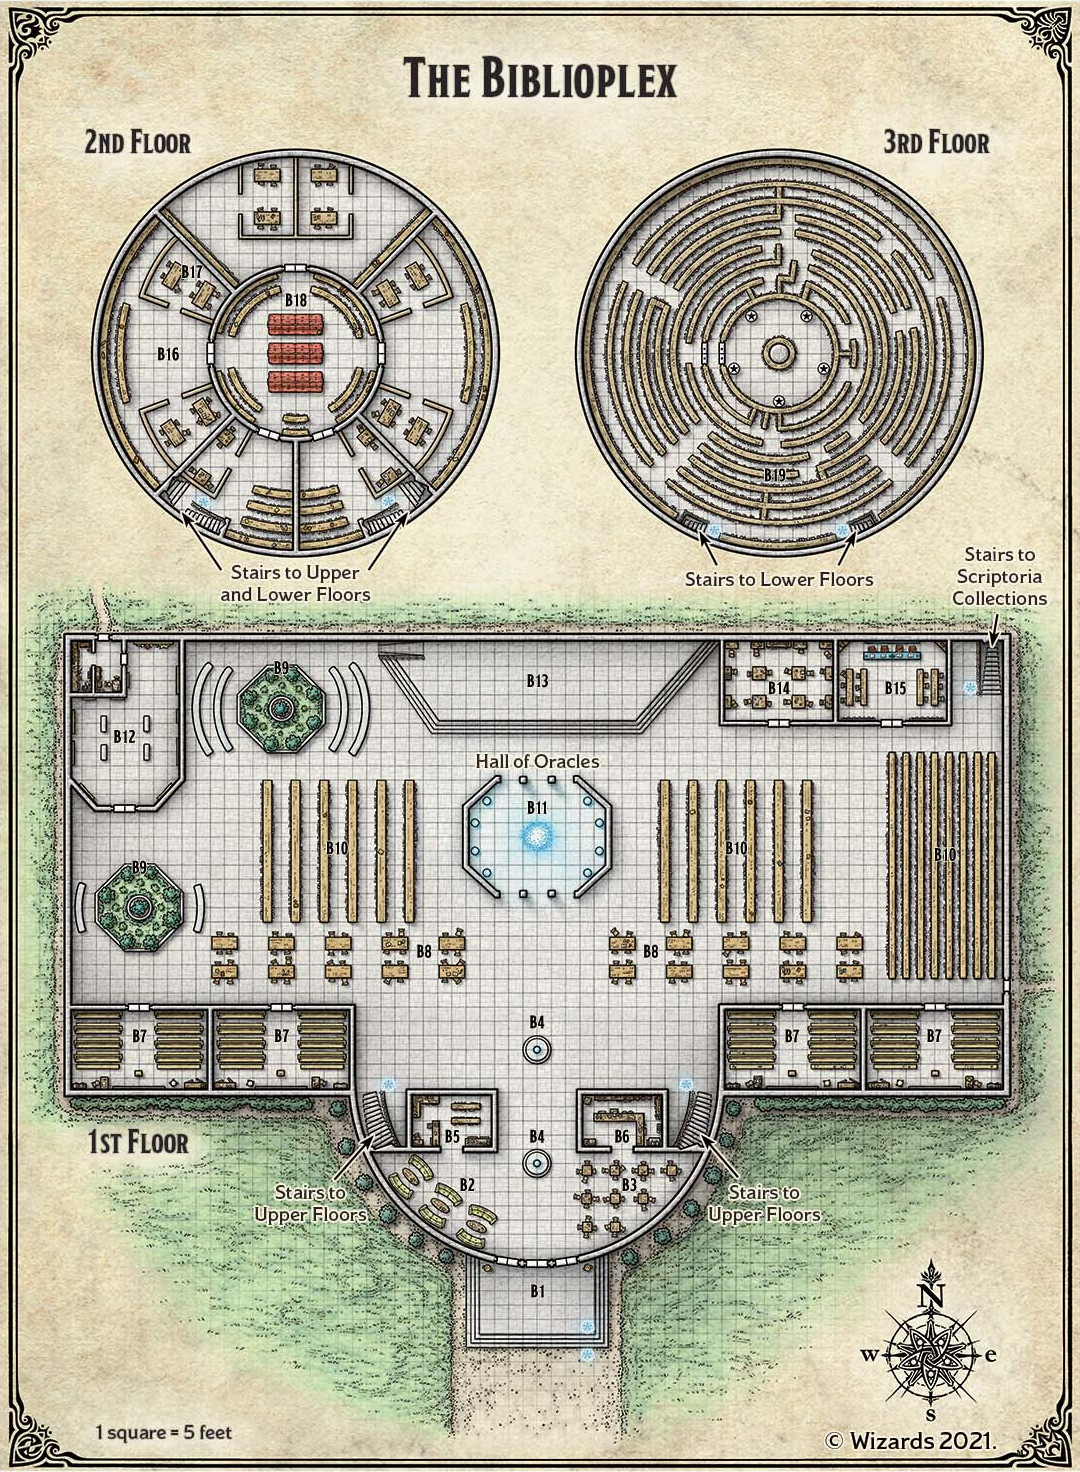 THE BIBLIOPLEX
2ND FLOOR
3RD FLOOR
B17
B18
B16
B19
Stairs to Upper
and Lower Floors
Stairs to Lower Floors
Stairs to
Scriptoria
Collections
B9
B13
B14
B15
B12
Hall of Oracles
B11
B10
B10
B10
B9
B8
B8
B4
B7
B7
B7
B7
1ST FLOOR
B5
B4
B6
B2
B3
Stairs to
Upper Floors
Stairs to
Upper Floors
B1
N
W
e
S
1 square = 5 feet
© Wizards 2021.